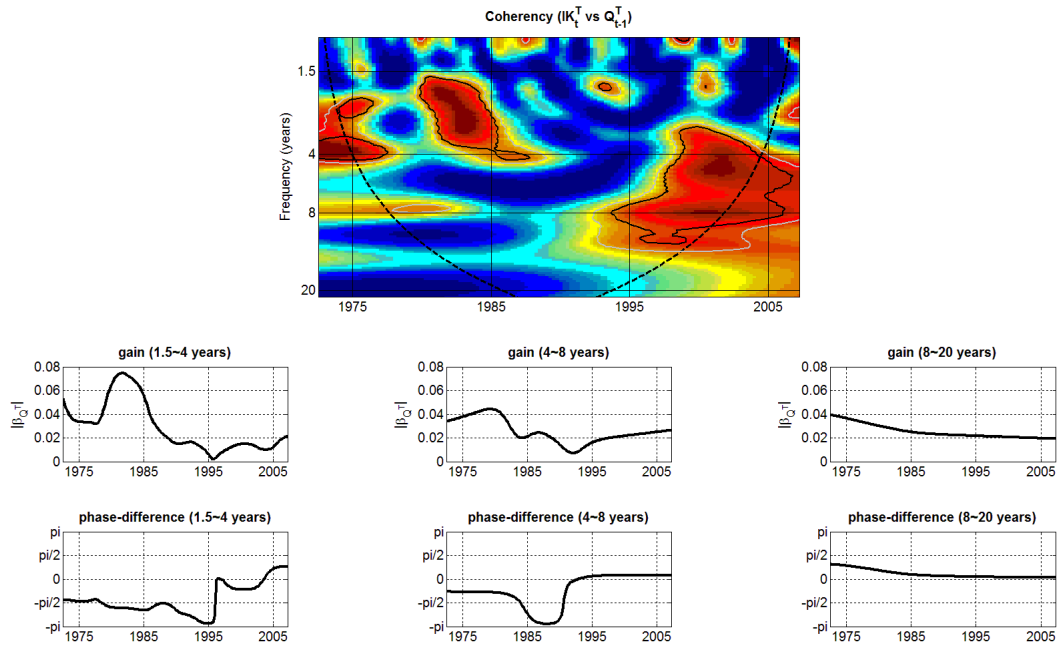 Coherency (IK_t^T vs Q_{t-1}^T)
Frequency (years)
1.5
4
8
20
1975 1985 1995 2005
gain (1.5~4 years)
|β_{Q^T}|
0.08
0.06
0.04
0.02
0
1975 1985 1995 2005
gain (4~8 years)
|β_{Q^T}|
0.08
0.06
0.04
0.02
0
1975 1985 1995 2005
gain (8~20 years)
|β_{Q^T}|
0.08
0.06
0.04
0.02
0
1975 1985 1995 2005
phase-difference (1.5~4 years)
pi
pi/2
0
-pi/2
-pi
1975 1985 1995 2005
phase-difference (4~8 years)
pi
pi/2
0
-pi/2
-pi
1975 1985 1995 2005
phase-difference (8~20 years)
pi
pi/2
0
-pi/2
-pi
1975 1985 1995 2005